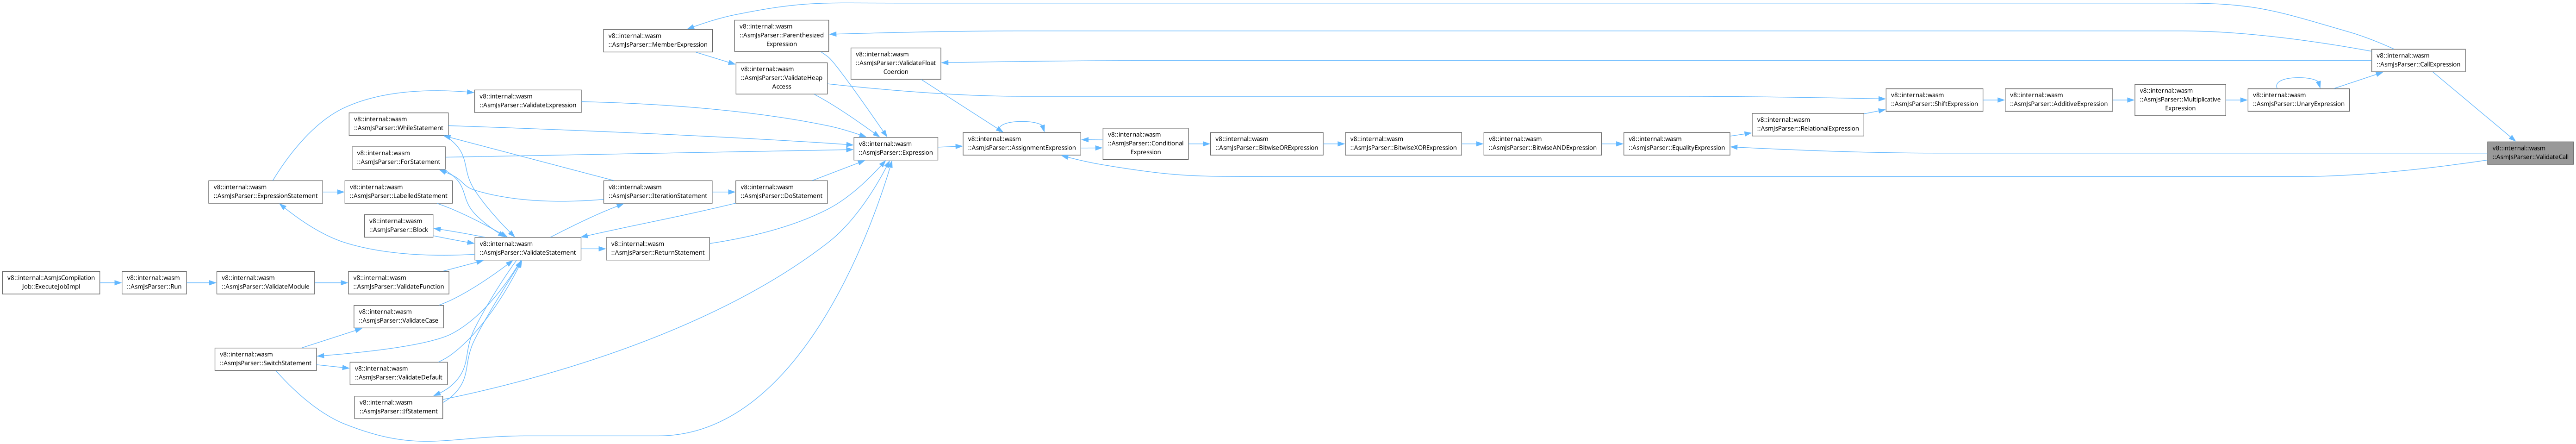 v8::internal::AsmJsCompilation
Job::ExecuteJobImpl
v8::internal::wasm
::AsmJsParser::Run
v8::internal::wasm
::AsmJsParser::ValidateModule
v8::internal::wasm
::AsmJsParser::ExpressionStatement
v8::internal::wasm
::AsmJsParser::SwitchStatement
v8::internal::wasm
::AsmJsParser::WhileStatement
v8::internal::wasm
::AsmJsParser::ForStatement
v8::internal::wasm
::AsmJsParser::LabelledStatement
v8::internal::wasm
::AsmJsParser::Block
v8::internal::wasm
::AsmJsParser::ValidateFunction
v8::internal::wasm
::AsmJsParser::ValidateCase
v8::internal::wasm
::AsmJsParser::ValidateDefault
v8::internal::wasm
::AsmJsParser::IfStatement
v8::internal::wasm
::AsmJsParser::ValidateExpression
v8::internal::wasm
::AsmJsParser::ValidateStatement
v8::internal::wasm
::AsmJsParser::MemberExpression
v8::internal::wasm
::AsmJsParser::IterationStatement
v8::internal::wasm
::AsmJsParser::ReturnStatement
v8::internal::wasm
::AsmJsParser::Parenthesized
Expression
v8::internal::wasm
::AsmJsParser::ValidateHeap
Access
v8::internal::wasm
::AsmJsParser::DoStatement
v8::internal::wasm
::AsmJsParser::ValidateFloat
Coercion
v8::internal::wasm
::AsmJsParser::Expression
v8::internal::wasm
::AsmJsParser::AssignmentExpression
v8::internal::wasm
::AsmJsParser::Conditional
Expression
v8::internal::wasm
::AsmJsParser::BitwiseORExpression
v8::internal::wasm
::AsmJsParser::BitwiseXORExpression
v8::internal::wasm
::AsmJsParser::BitwiseANDExpression
v8::internal::wasm
::AsmJsParser::EqualityExpression
v8::internal::wasm
::AsmJsParser::RelationalExpression
v8::internal::wasm
::AsmJsParser::ShiftExpression
v8::internal::wasm
::AsmJsParser::AdditiveExpression
v8::internal::wasm
::AsmJsParser::Multiplicative
Expression
v8::internal::wasm
::AsmJsParser::UnaryExpression
v8::internal::wasm
::AsmJsParser::CallExpression
v8::internal::wasm
::AsmJsParser::ValidateCall